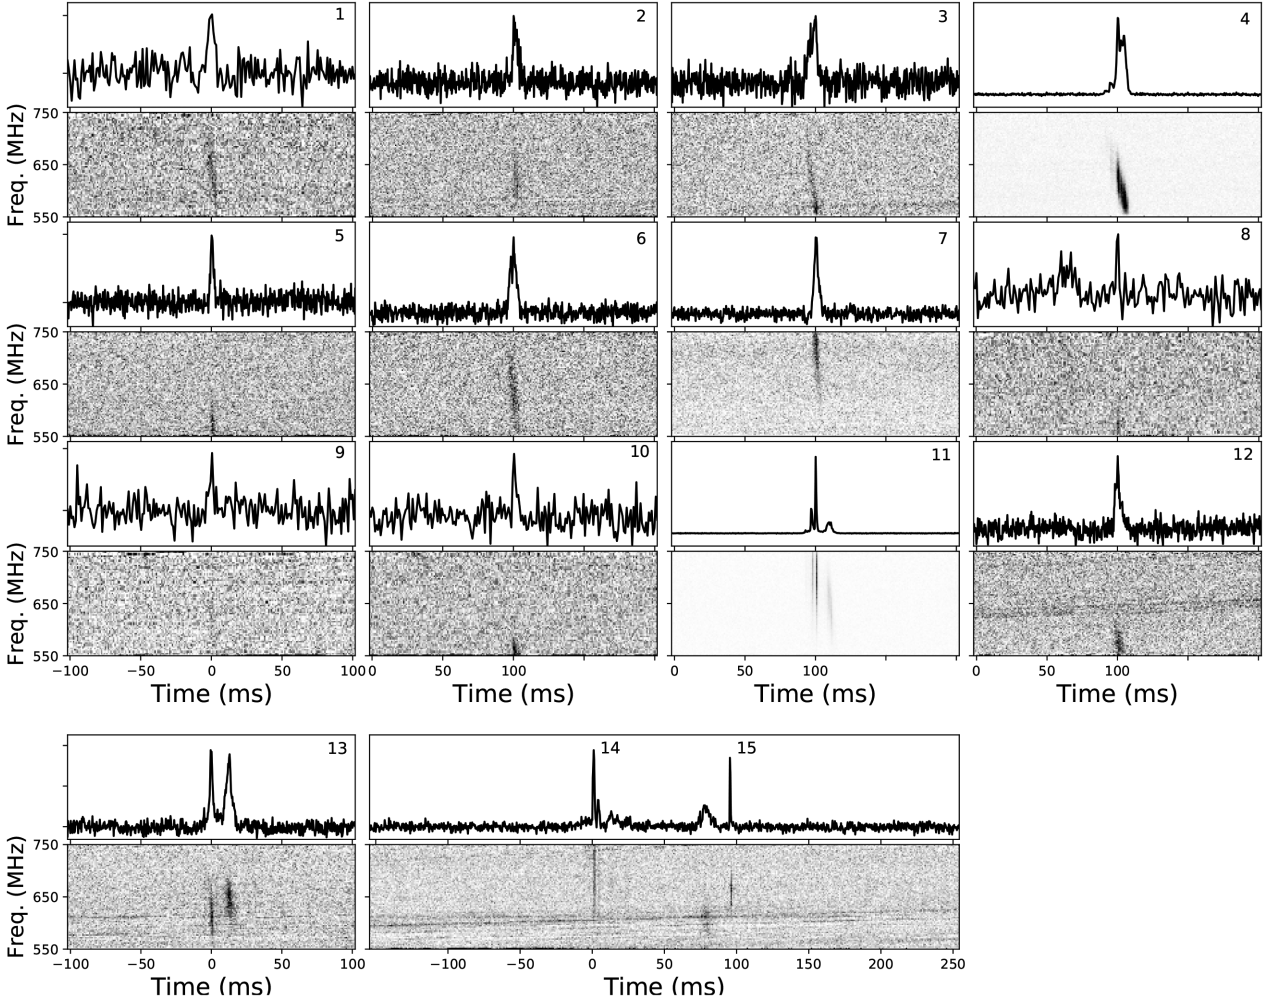 1 2 3 4
Freq. (MHz) 750 650 550
5 6 7 8
Freq. (MHz) 750 650 550
9 10 11 12
Freq. (MHz) 750 650 550
−100 −50 0 50 100 0 50 100 0 50 100 0 50 100
Time (ms) Time (ms) Time (ms) Time (ms)
13 14 15
Freq. (MHz) 750 650 550
−100 −50 0 50 100 −100 −50 0 50 100 150 200 250
Time (ms) Time (ms)